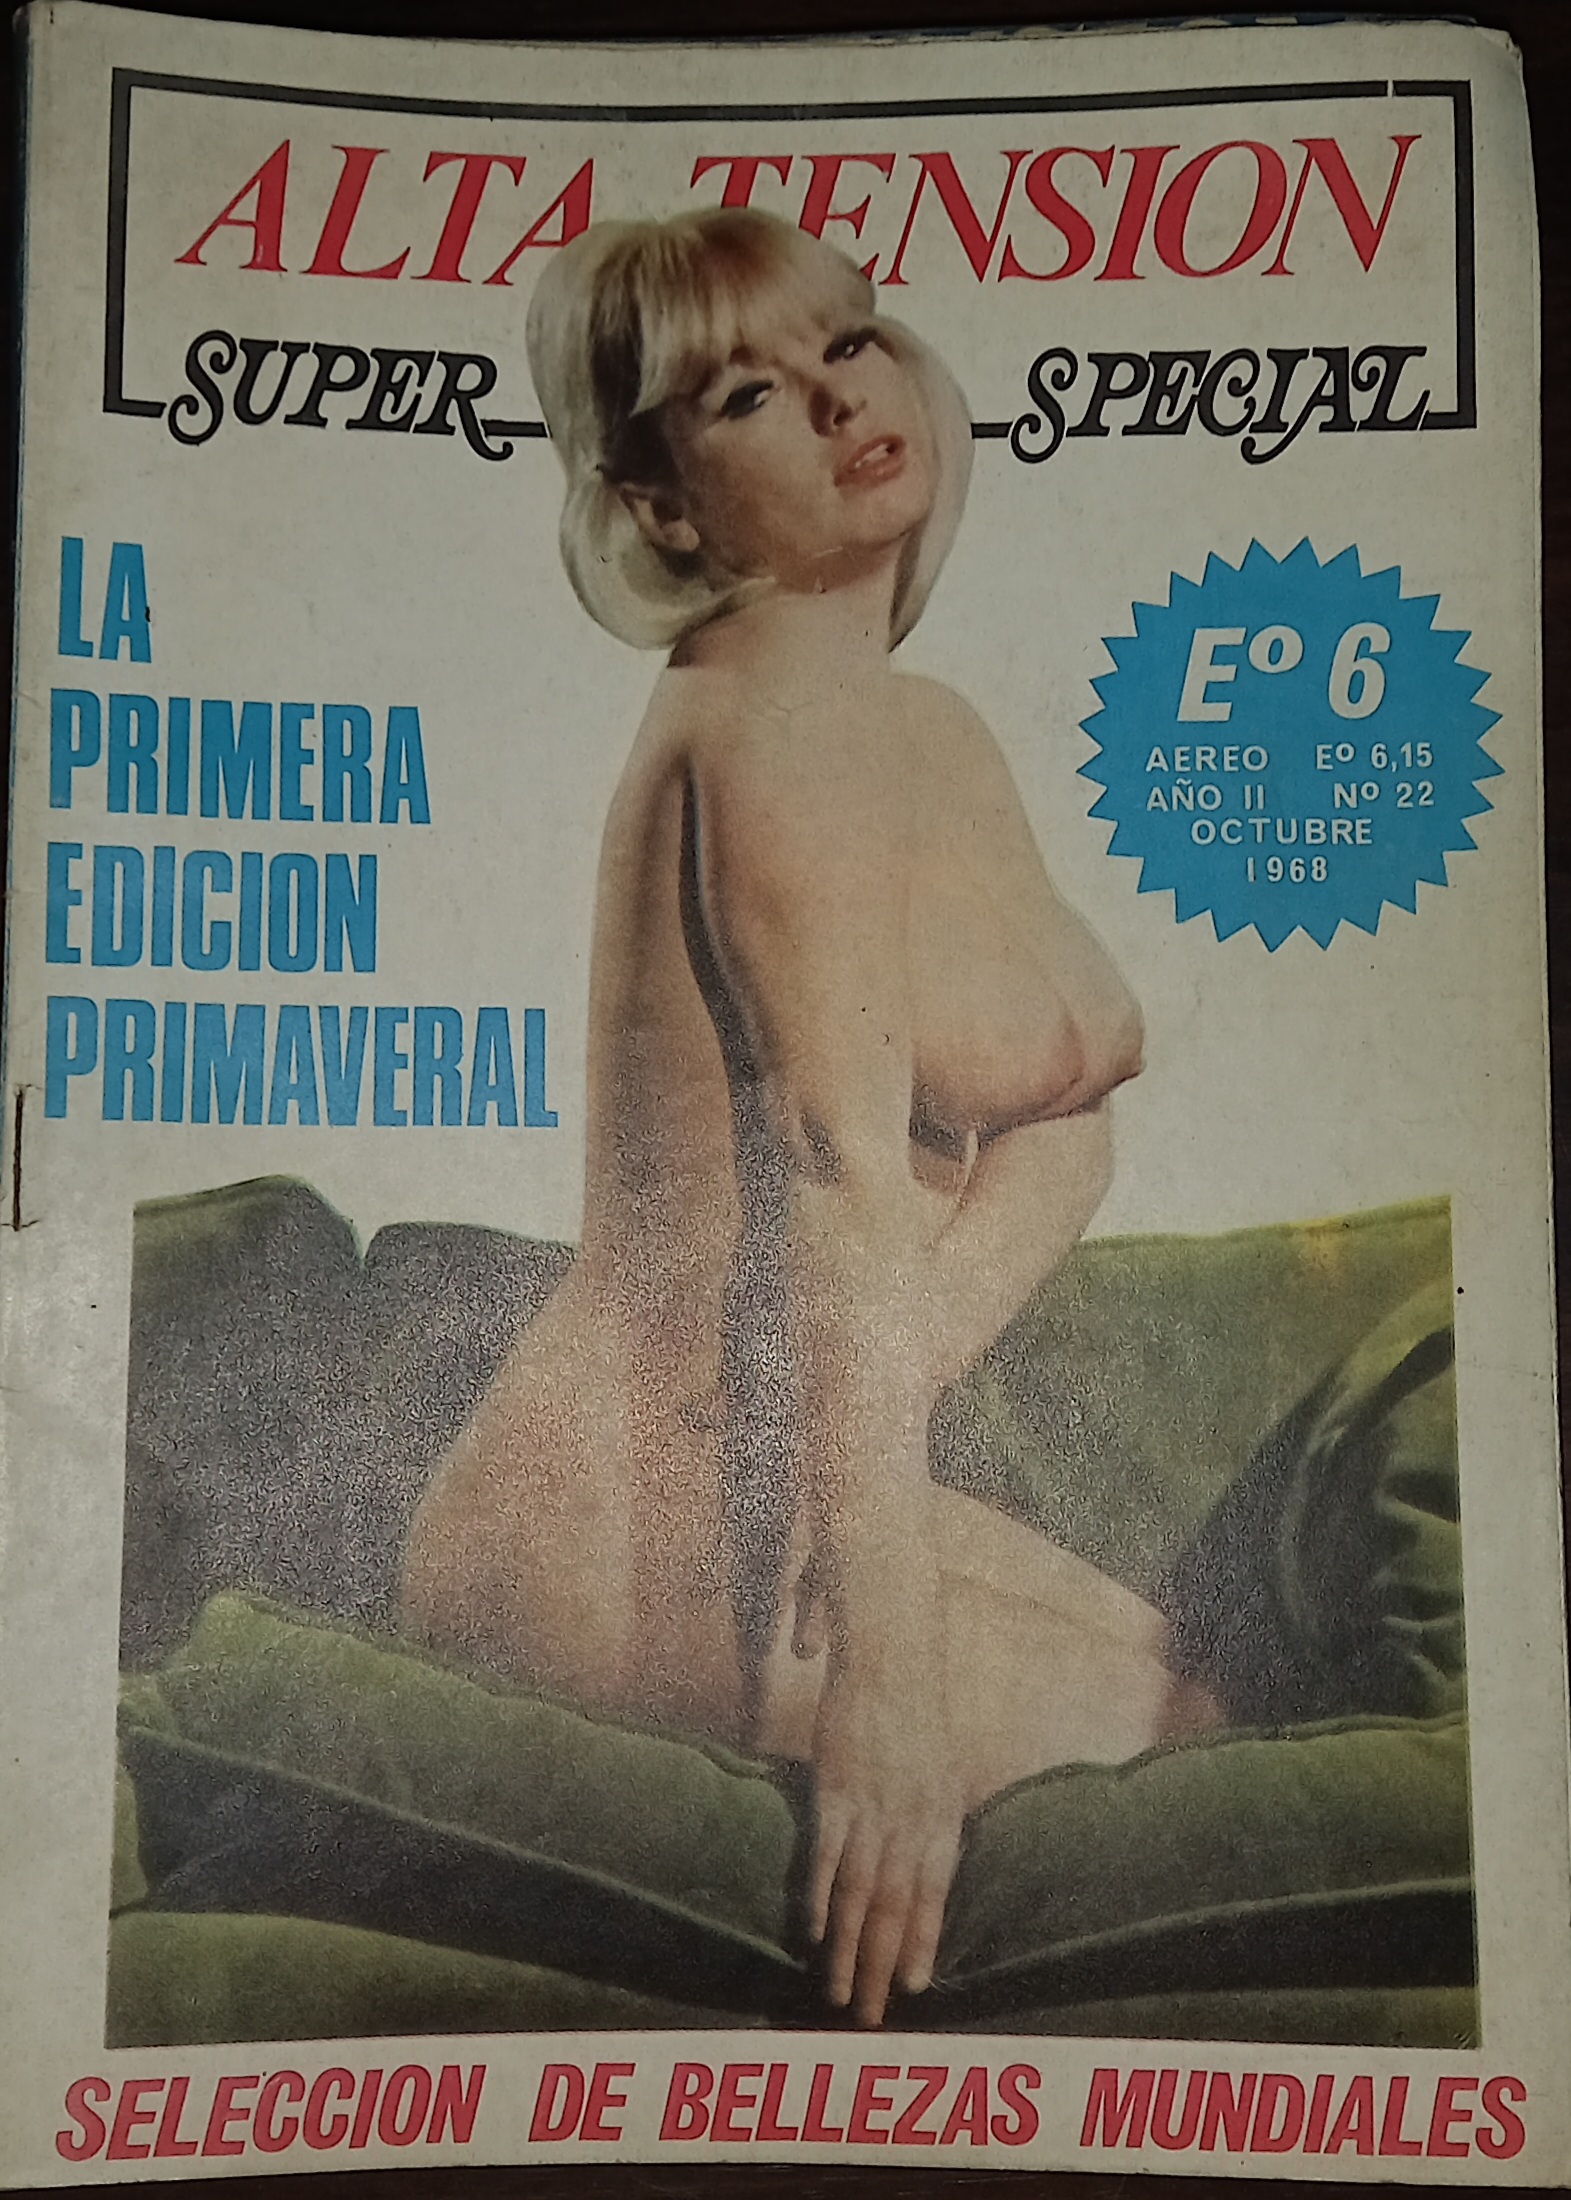 ALTA TENSION
SUPER SPECIAL
LA
PRIMERA
EDICION
PRIMAVERAL
Eº 6
AEREO Eº 6,15
AÑO II Nº 22
OCTUBRE
1968
SELECCION DE BELLEZAS MUNDIALES